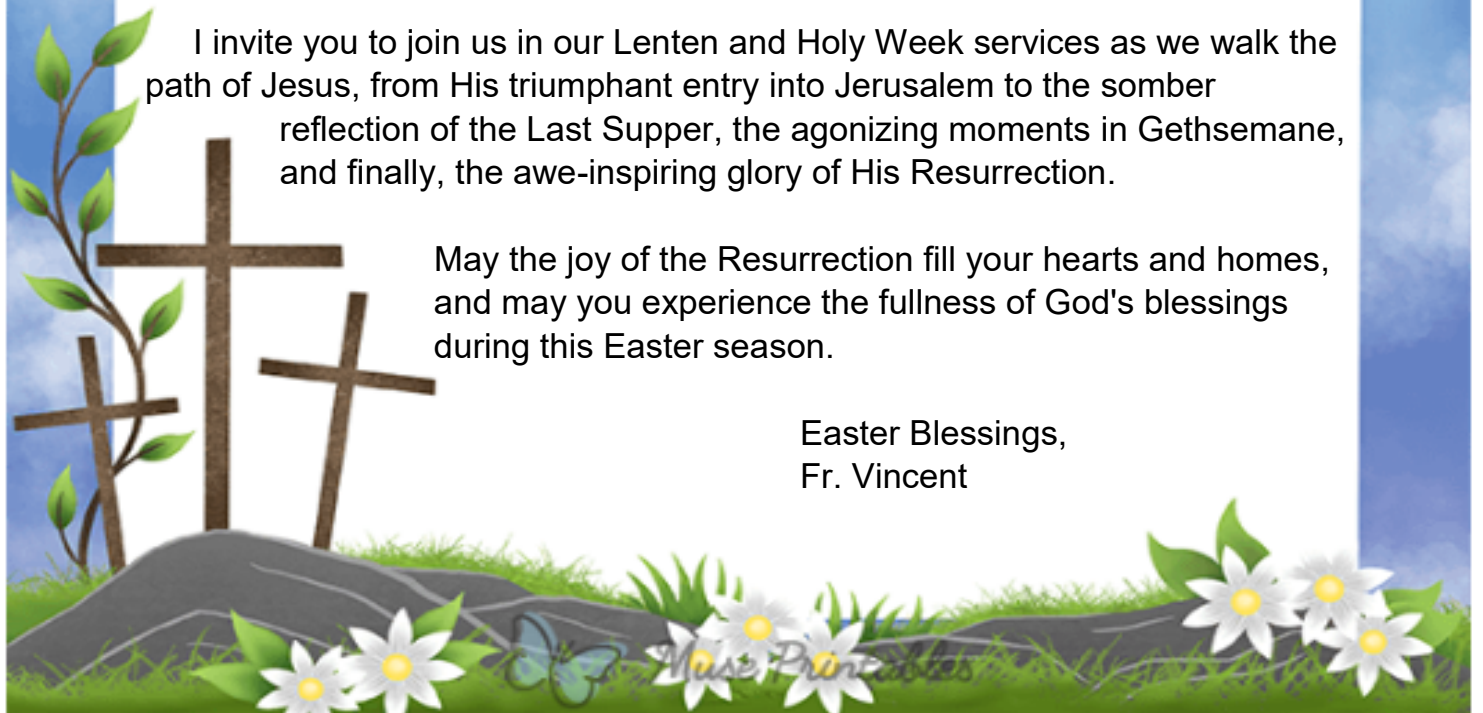 I invite you to join us in our Lenten and Holy Week services as we walk the
path of Jesus, from His triumphant entry into Jerusalem to the somber
reflection of the Last Supper, the agonizing moments in Gethsemane,
and finally, the awe-inspiring glory of His Resurrection.
May the joy of the Resurrection fill your hearts and homes,
and may you experience the fullness of God's blessings
during this Easter season.
Easter Blessings,
Fr. Vincent
Muse Printables